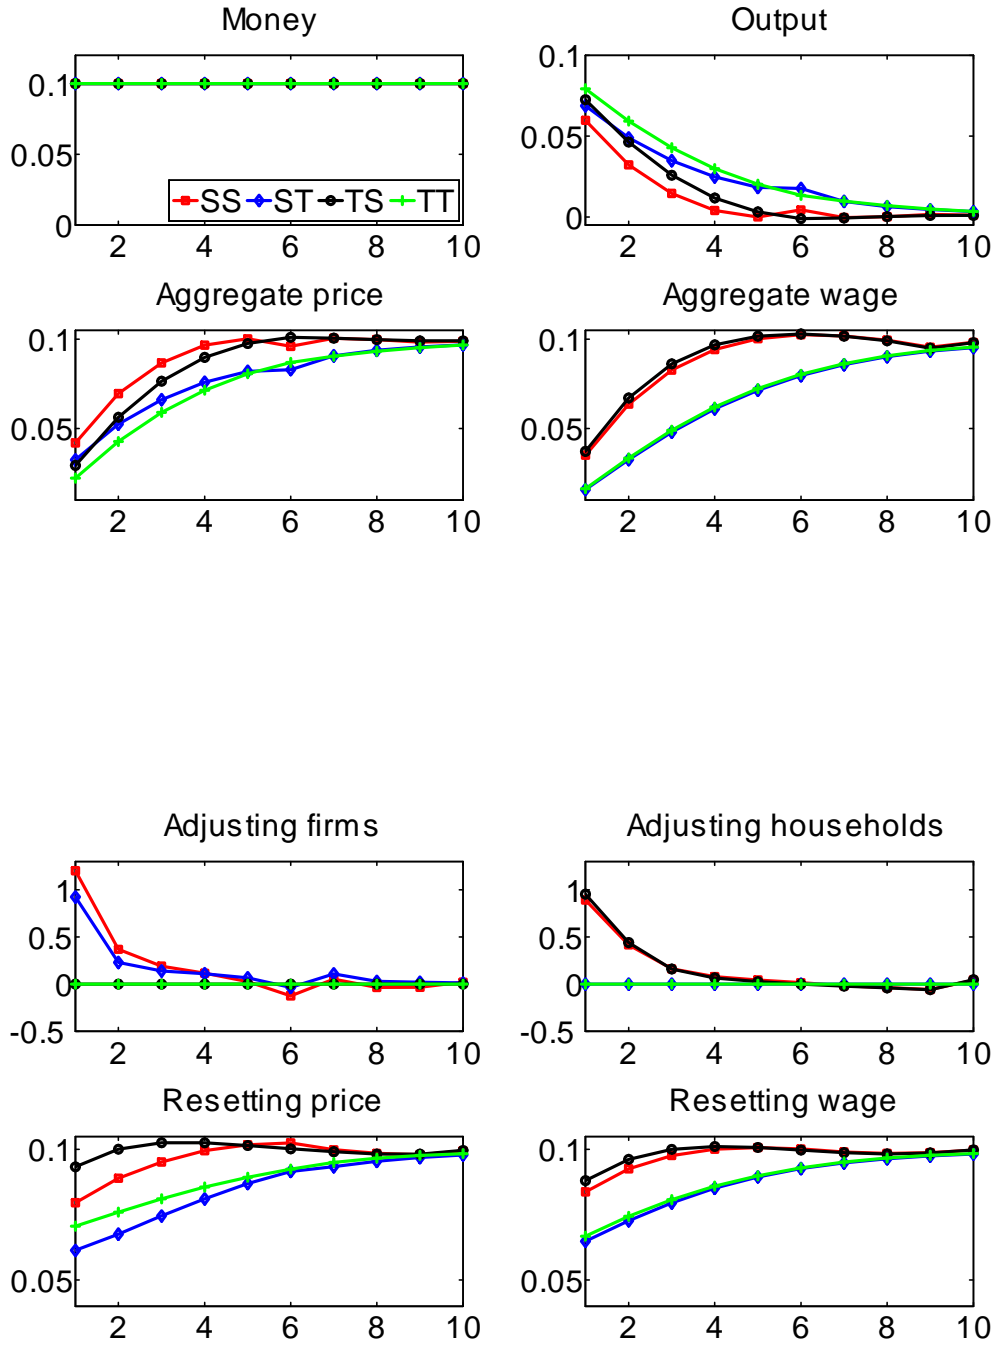 Money
Output
0.1
0.05
0
SS ST TS TT
2 4 6 8 10
0.1
0.05
0
2 4 6 8 10
Aggregate price
Aggregate wage
0.1
0.05
2 4 6 8 10
0.1
0.05
2 4 6 8 10
Adjusting firms
Adjusting households
1
0.5
0
-0.5
2 4 6 8 10
1
0.5
0
-0.5
2 4 6 8 10
Resetting price
Resetting wage
0.1
0.05
2 4 6 8 10
0.1
0.05
2 4 6 8 10